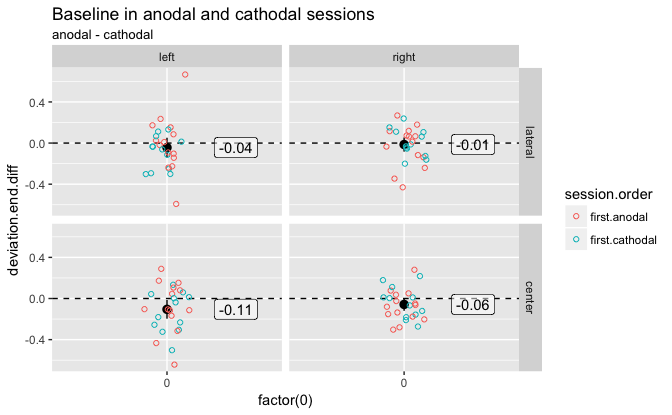 Baseline in anodal and cathodal sessions
anodal - cathodal
left
right
0.4
0.0
-0.4
-0.04
-0.01
lateral
0.4
0.0
-0.4
-0.11
-0.06
center
0
0
factor(0)
deviation.end.diff
session.order
first.anodal
first.cathodal